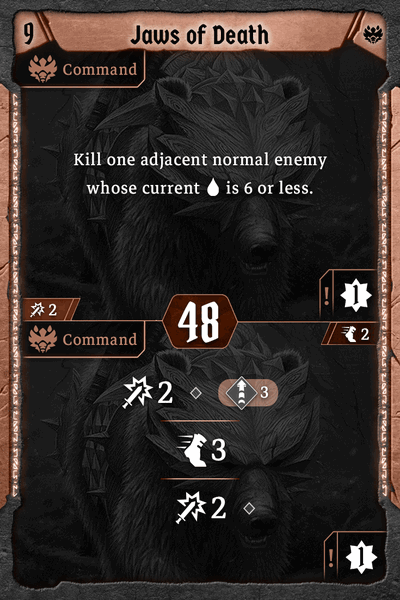 9 Jaws of Death
Command
Kill one adjacent normal enemy
whose current is 6 or less.
! 1
2 48 2
Command
2 3
3
2
! 1